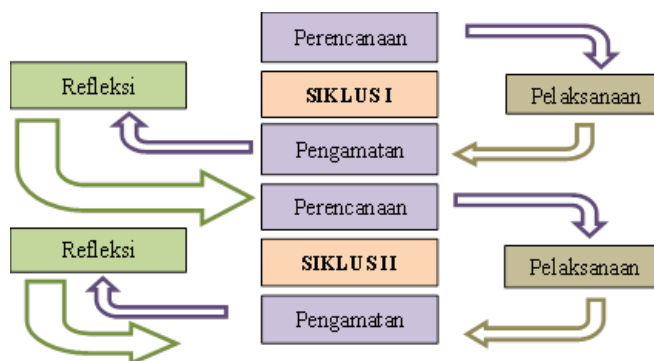 Perencanaan
Refleksi
SIKLUS I
Pelaksanaan
Pengamatan
Perencanaan
Refleksi
SIKLUS II
Pelaksanaan
Pengamatan